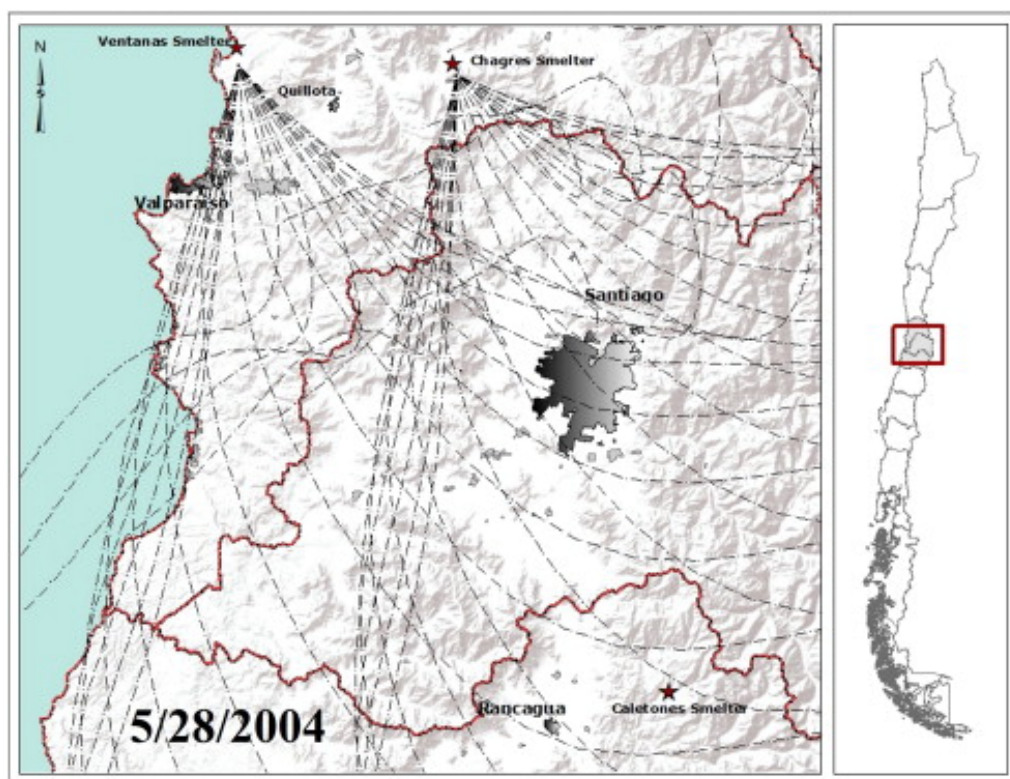 Ventanas Smelter
N
Chagres Smelter
Quillota
Valparaiso
Santiago
Rancagua
Caletones Smelter
5/28/2004